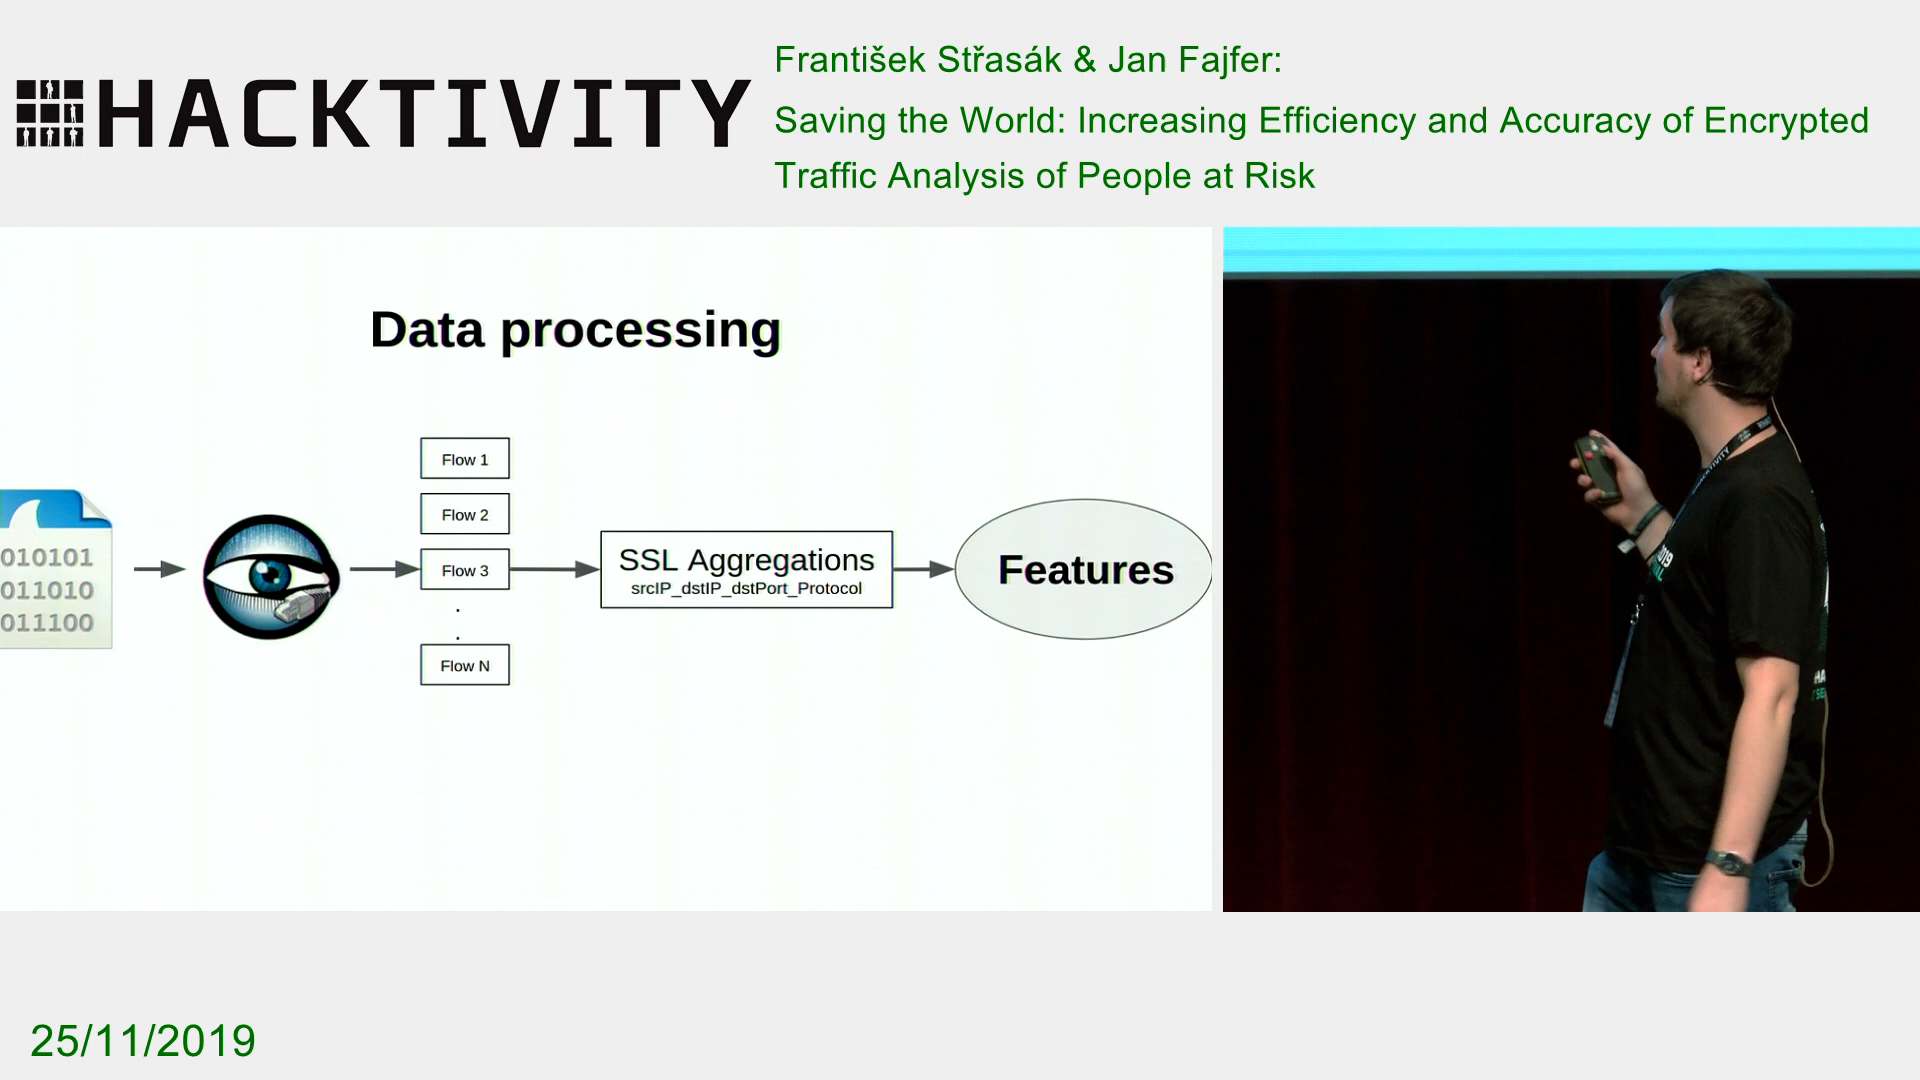 HACKTIVITY
František Střasák & Jan Fajfer:
Saving the World: Increasing Efficiency and Accuracy of Encrypted
Traffic Analysis of People at Risk
Data processing
010101
011010
011100
Flow 1
Flow 2
Flow 3
.
.
Flow N
SSL Aggregations
srcIP_dstIP_dstPort_Protocol
Features
HACKTIVITY
2019
25/11/2019